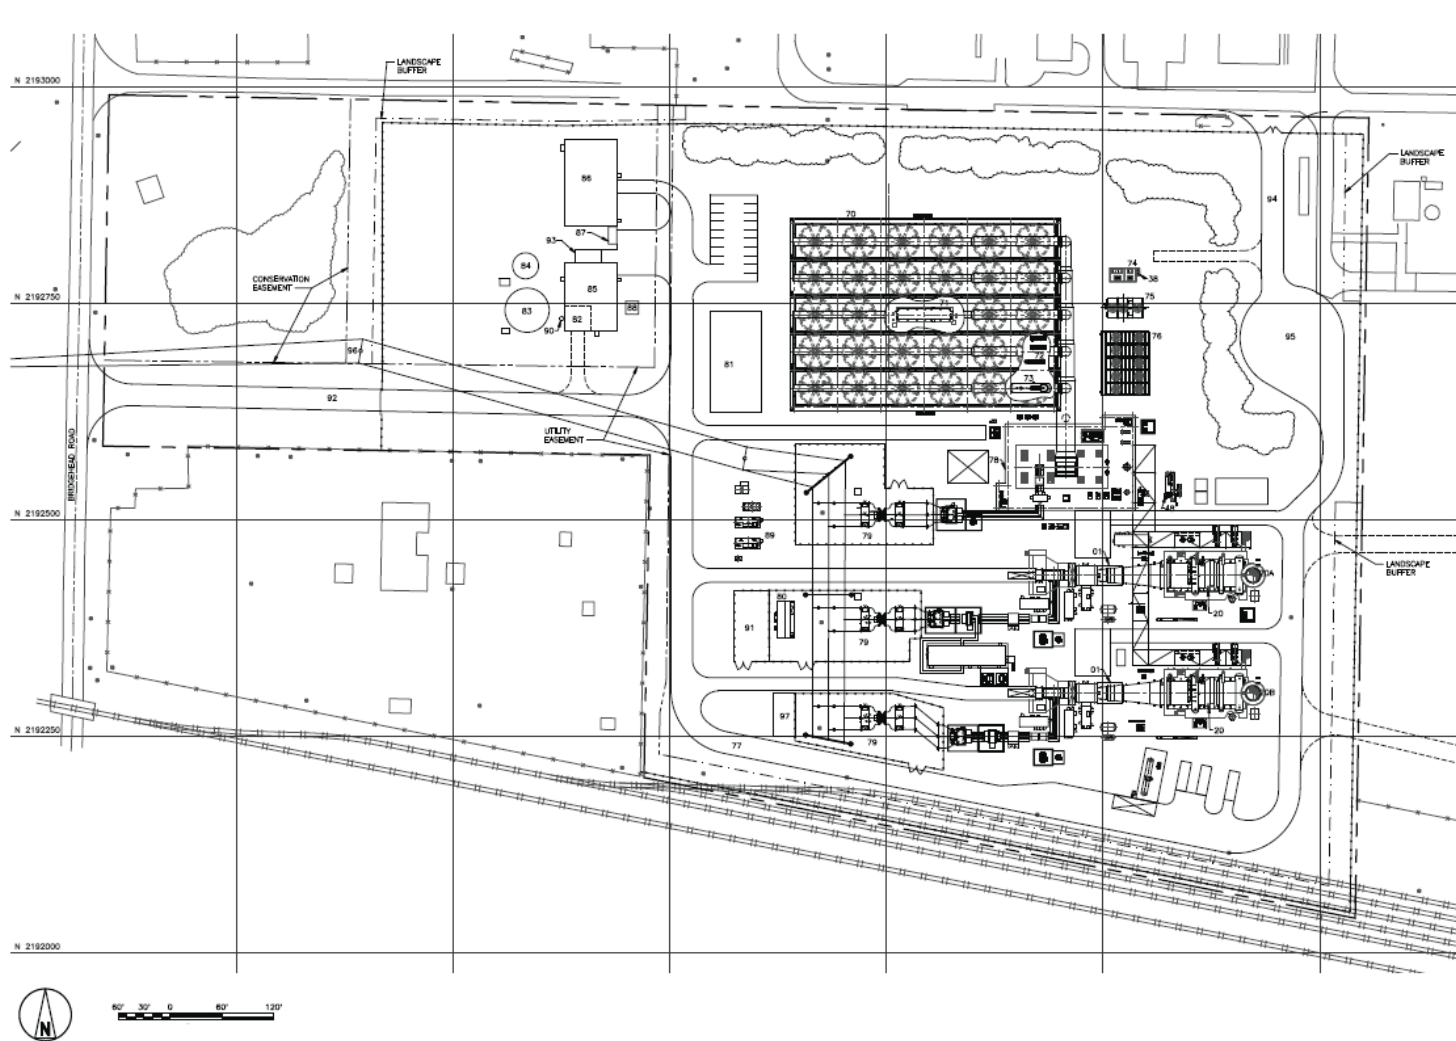 LANDSCAPE
BUFFER
N 2193000
LANDSCAPE
BUFFER
86
94
70
87
93
84
74
38
85
CONSERVATION
EASEMENT
N 2192750
75
71
83
88
82
90
76
95
96
72
81
73
92
UTILITY
EASEMENT
BRIDGEHEAD ROAD
78
48
N 2192500
79
89
01
LANDSCAPE
BUFFER
20
80
91
79
01
97
79
77
20
N 2192250
N 2192000
60' 30' 0 60' 120'
N